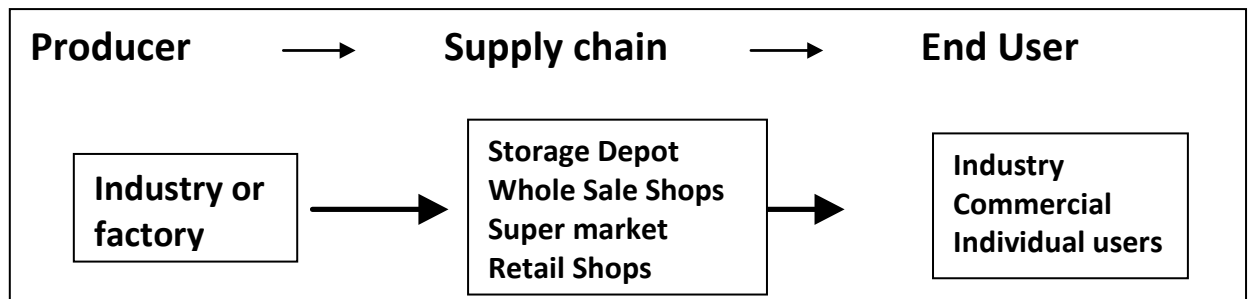 Producer Supply chain End User
Industry or
factory
Storage Depot
Whole Sale Shops
Super market
Retail Shops
Industry
Commercial
Individual users